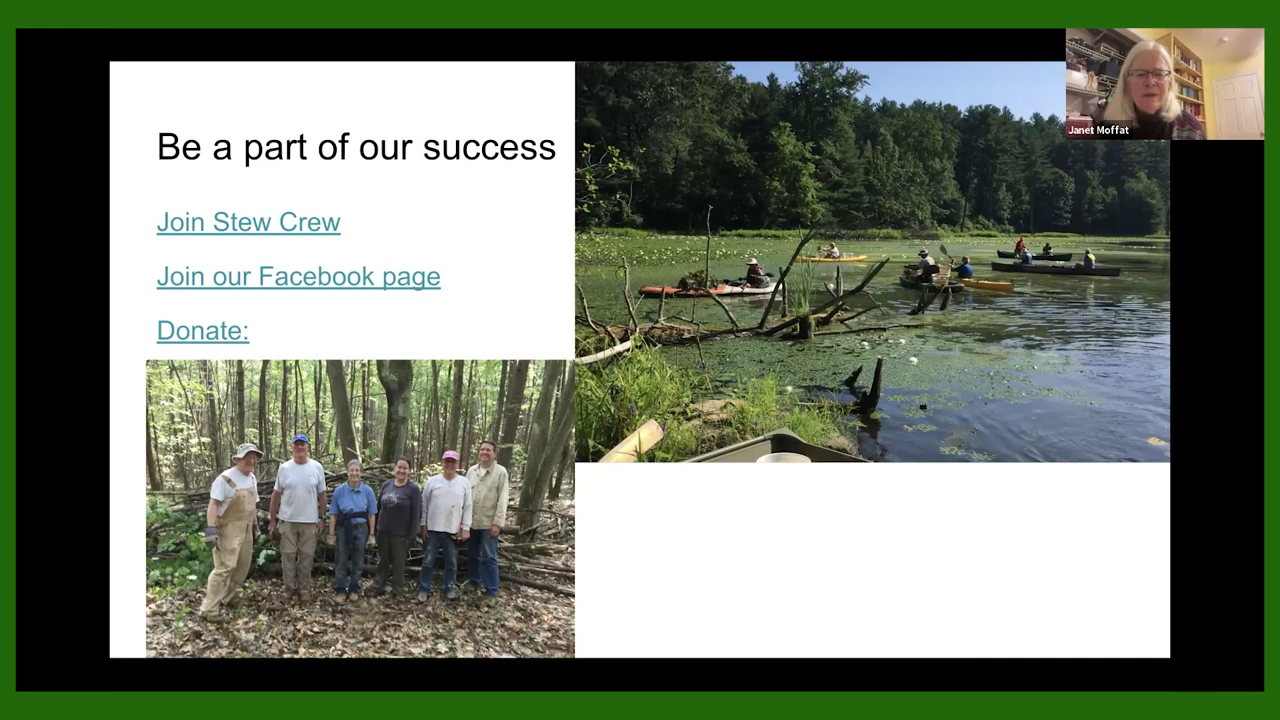 Be a part of our success
Join Stew Crew
Join our Facebook page
Donate:
Janet Moffat